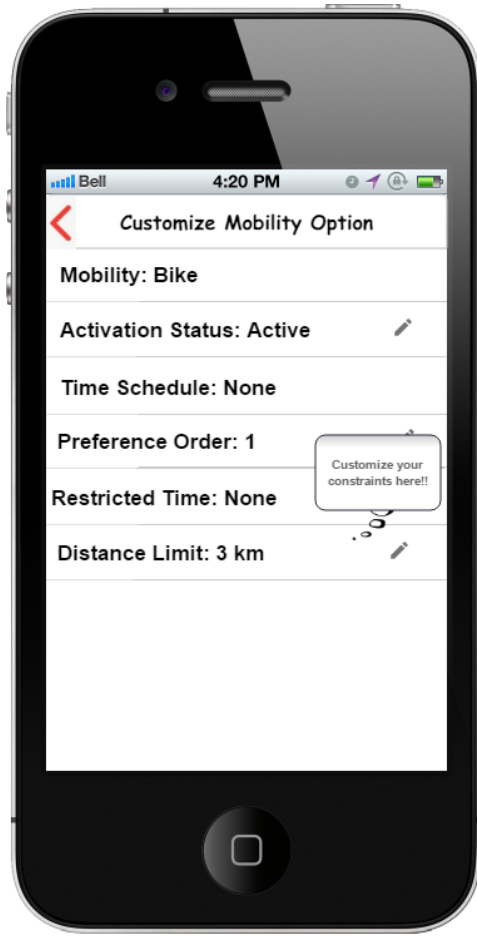 Bell 4:20 PM
Customize Mobility Option
Mobility: Bike
Activation Status: Active
Time Schedule: None
Preference Order: 1
Customize your
constraints here!!
Restricted Time: None
Distance Limit: 3 km